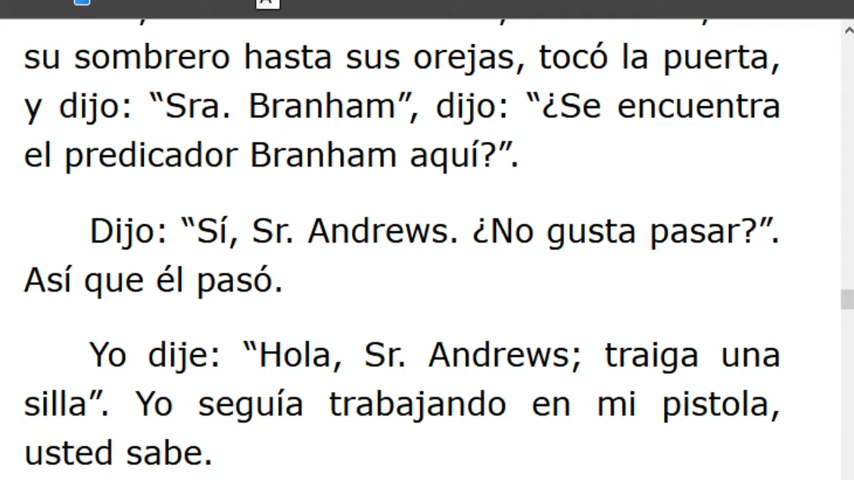 su sombrero hasta sus orejas, tocó la puerta,
y dijo: “Sra. Branham”, dijo: “¿Se encuentra
el predicador Branham aquí?”.
Dijo: “Sí, Sr. Andrews. ¿No gusta pasar?”.
Así que él pasó.
Yo dije: “Hola, Sr. Andrews; traiga una
silla”. Yo seguía trabajando en mi pistola,
usted sabe.